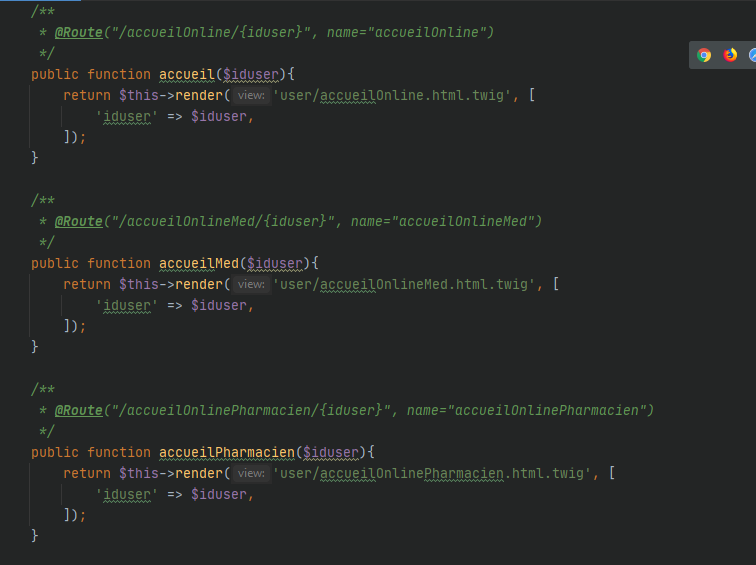 /**
 * @Route("/accueilOnline/{iduser}", name="accueilOnline")
 */
public function accueil($iduser){
    return $this->render( view: 'user/accueilOnline.html.twig', [
        'iduser' => $iduser,
    ]);
}

/**
 * @Route("/accueilOnlineMed/{iduser}", name="accueilOnlineMed")
 */
public function accueilMed($iduser){
    return $this->render( view: 'user/accueilOnlineMed.html.twig', [
        'iduser' => $iduser,
    ]);
}

/**
 * @Route("/accueilOnlinePharmacien/{iduser}", name="accueilOnlinePharmacien")
 */
public function accueilPharmacien($iduser){
    return $this->render( view: 'user/accueilOnlinePharmacien.html.twig', [
        'iduser' => $iduser,
    ]);
}